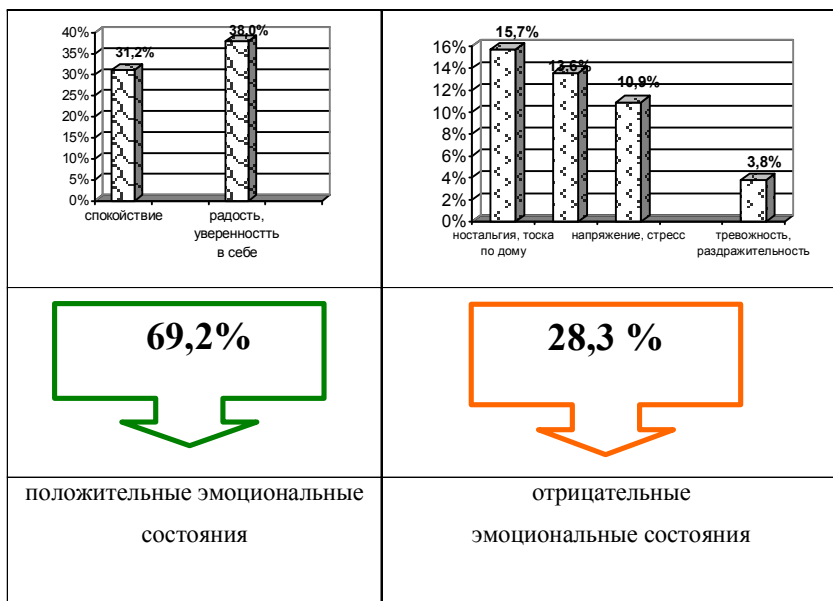 40%
35%
30%
25%
20%
15%
10%
5%
0%
31,2%
38,0%
спокойствие
радость,
уверенностть
в себе
16%
14%
12%
10%
8%
6%
4%
2%
0%
15,7%
13,6%
10,9%
3,8%
ностальгия, тоска
по дому
напряжение, стресс
тревожность,
раздражительность
69,2%
28,3 %
положительные эмоциональные
состояния
отрицательные
эмоциональные состояния